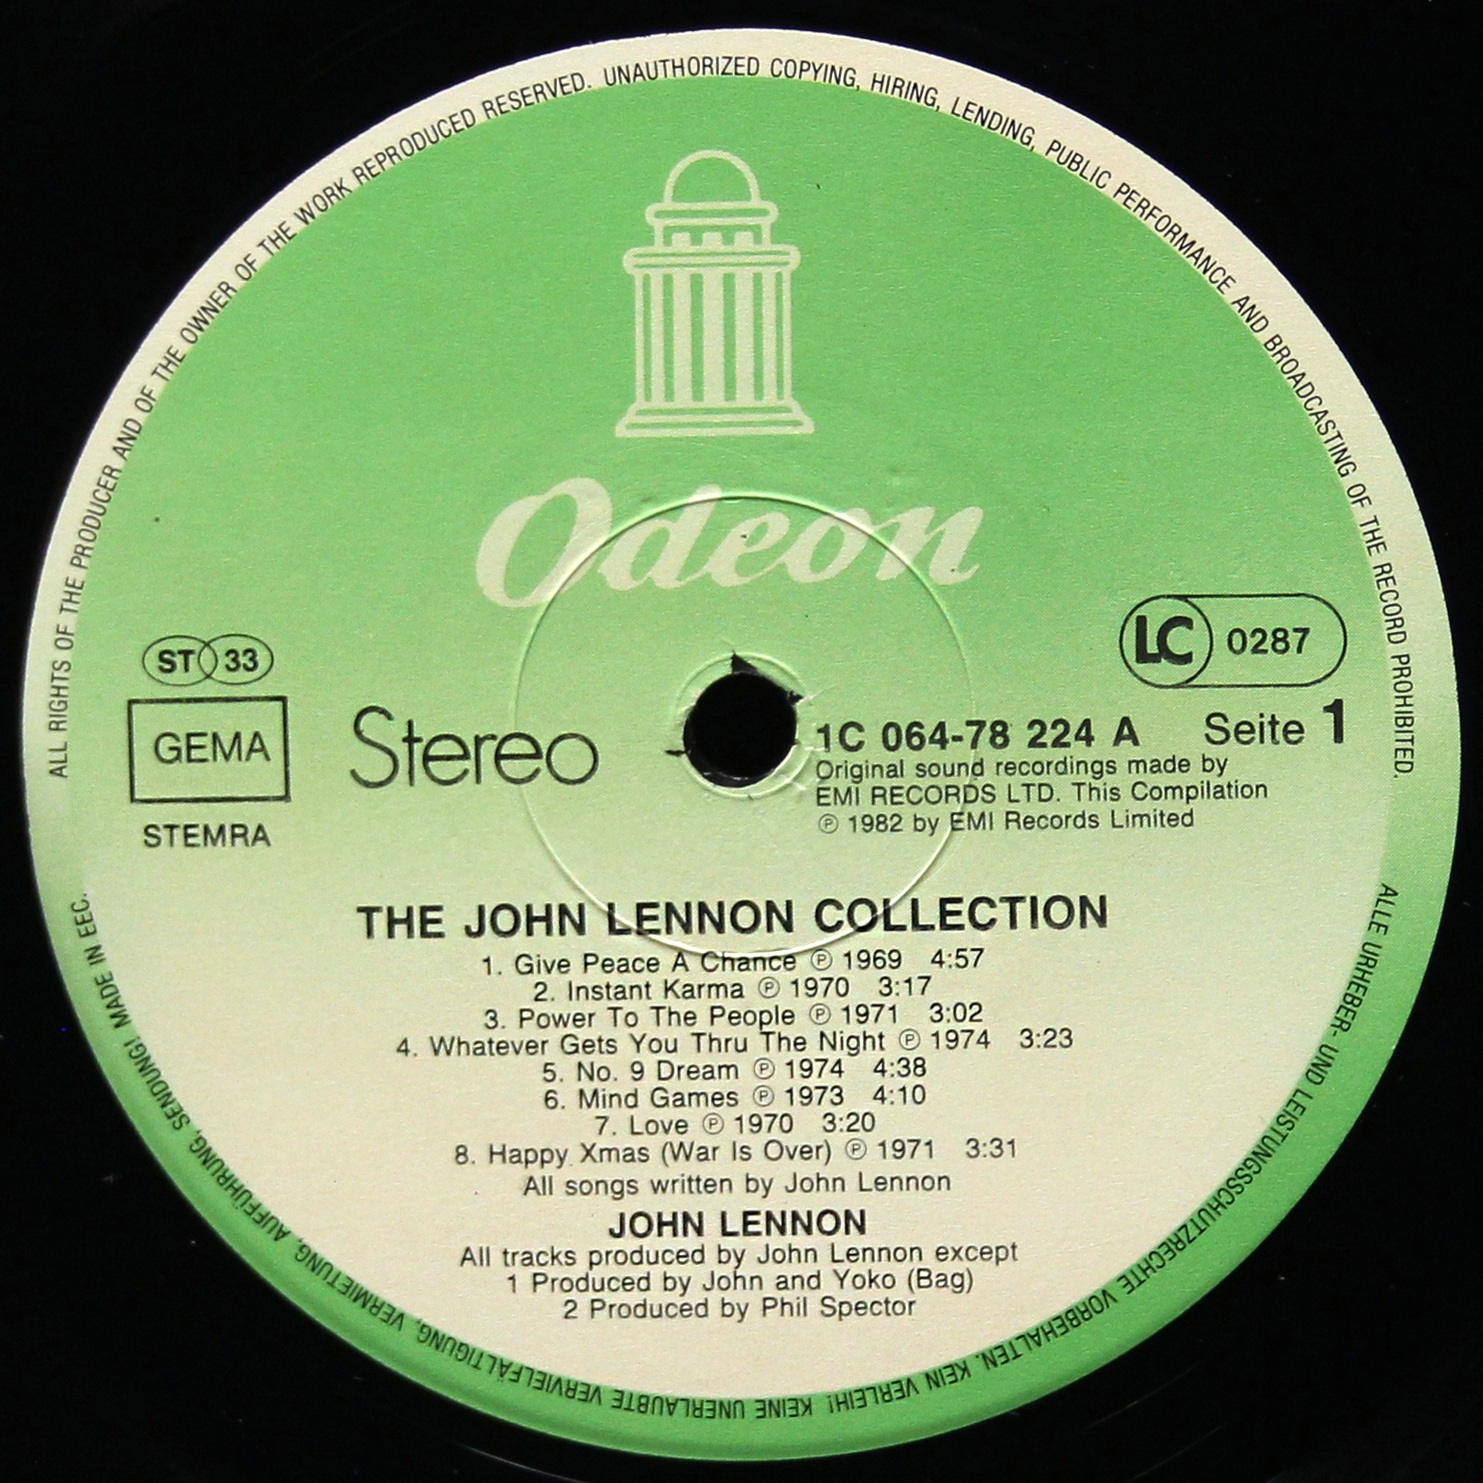 ALL RIGHTS OF THE PRODUCER AND OF THE OWNER OF THE WORK REPRODUCED RESERVED. UNAUTHORIZED COPYING, HIRING, LENDING, PUBLIC PERFORMANCE AND BROADCASTING OF THE RECORD PROHIBITED.
Odeon
ST 33
LC 0287
GEMA
STEMRA
Stereo
1C 064-78 224 A Seite 1
Original sound recordings made by
EMI RECORDS LTD. This Compilation
℗ 1982 by EMI Records Limited
THE JOHN LENNON COLLECTION
1. Give Peace A Chance ℗ 1969 4:57
2. Instant Karma ℗ 1970 3:17
3. Power To The People ℗ 1971 3:02
4. Whatever Gets You Thru The Night ℗ 1974 3:23
5. No. 9 Dream ℗ 1974 4:38
6. Mind Games ℗ 1973 4:10
7. Love ℗ 1970 3:20
8. Happy Xmas (War Is Over) ℗ 1971 3:31
All songs written by John Lennon
JOHN LENNON
All tracks produced by John Lennon except
1 Produced by John and Yoko (Bag)
2 Produced by Phil Spector
ALLE URHEBER- UND LEISTUNGSSCHUTZRECHTE VORBEHALTEN. KEIN VERLEIH! KEINE UNERLAUBTE VERVIELFÄLTIGUNG, VERMIETUNG, AUFFÜHRUNG, SENDUNG! MADE IN EEC.